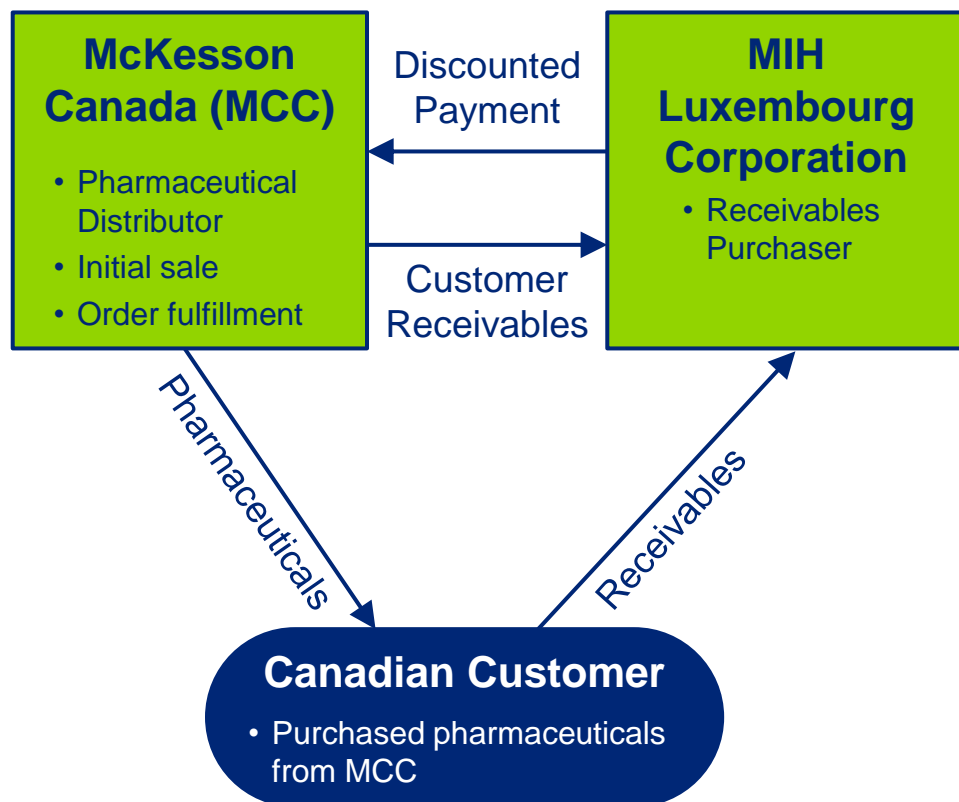 McKesson
Canada (MCC)
• Pharmaceutical
Distributor
• Initial sale
• Order fulfillment
Discounted
Payment
Customer
Receivables
MIH
Luxembourg
Corporation
• Receivables
Purchaser
Pharmaceuticals
Receivables
Canadian Customer
• Purchased pharmaceuticals
from MCC